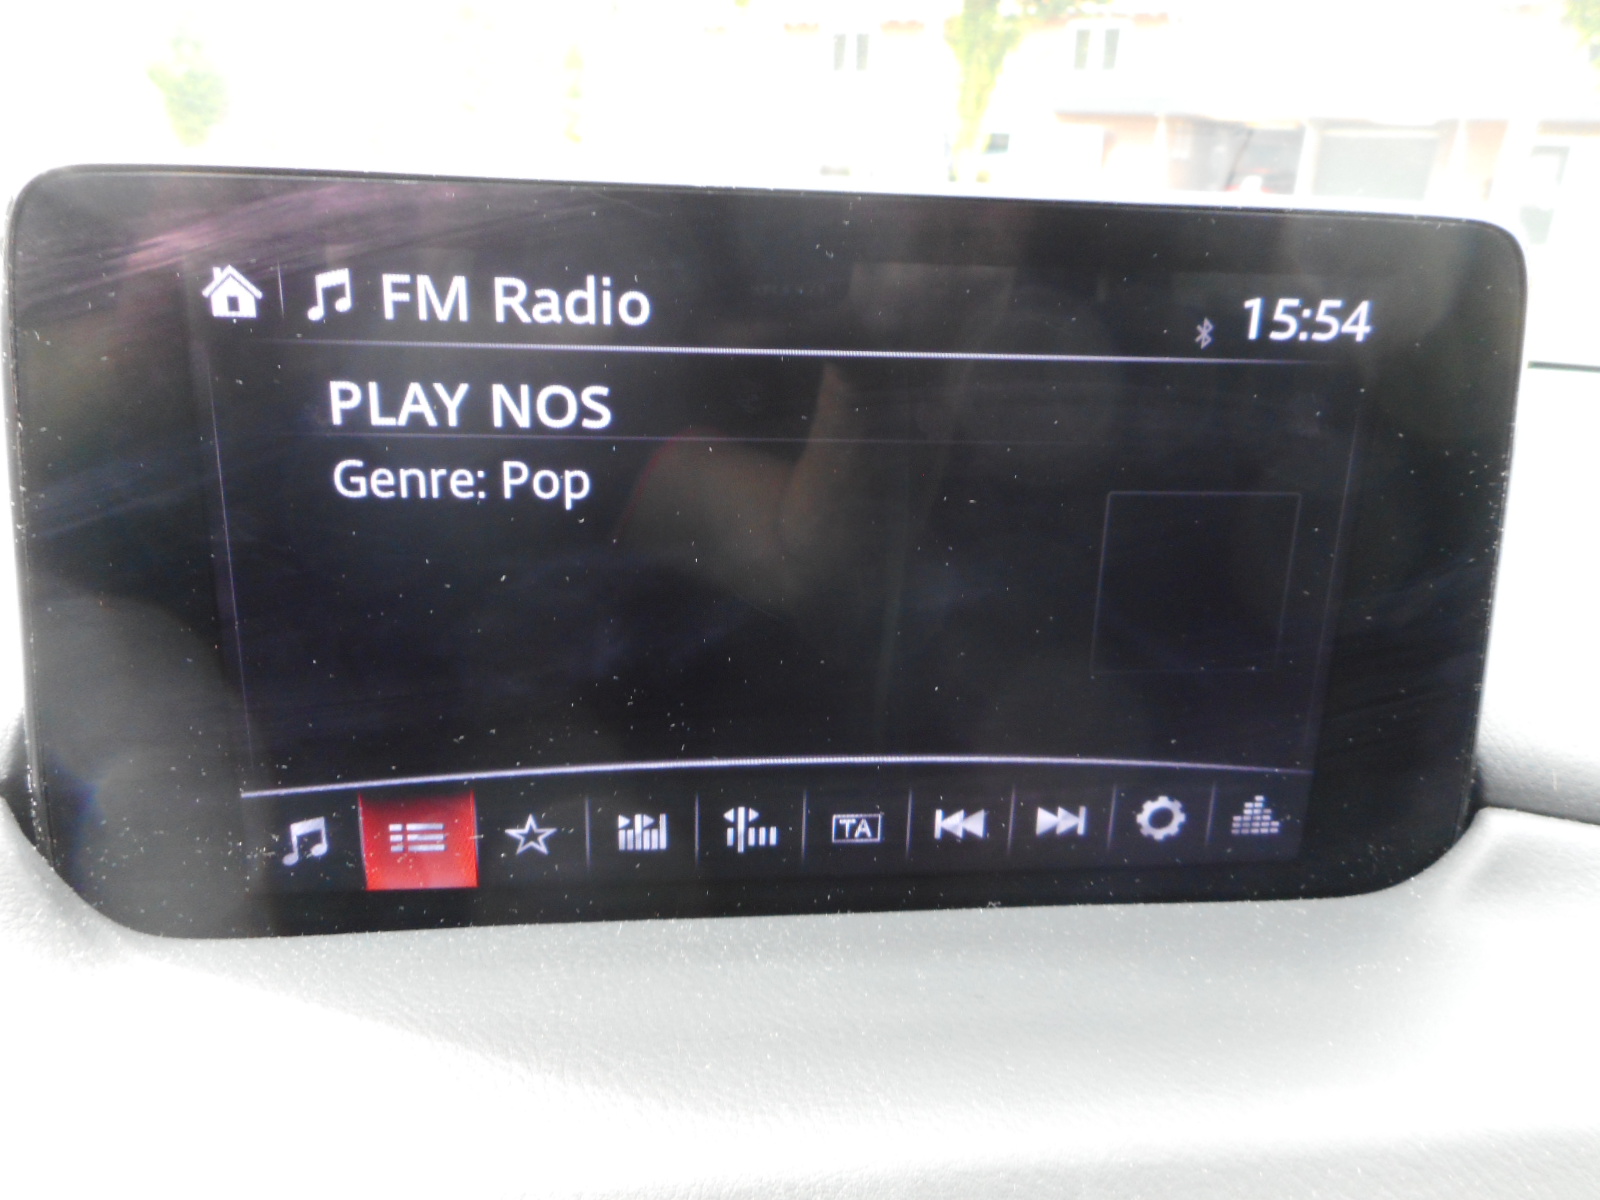 FM Radio
15:54
PLAY NOS
Genre: Pop
TA